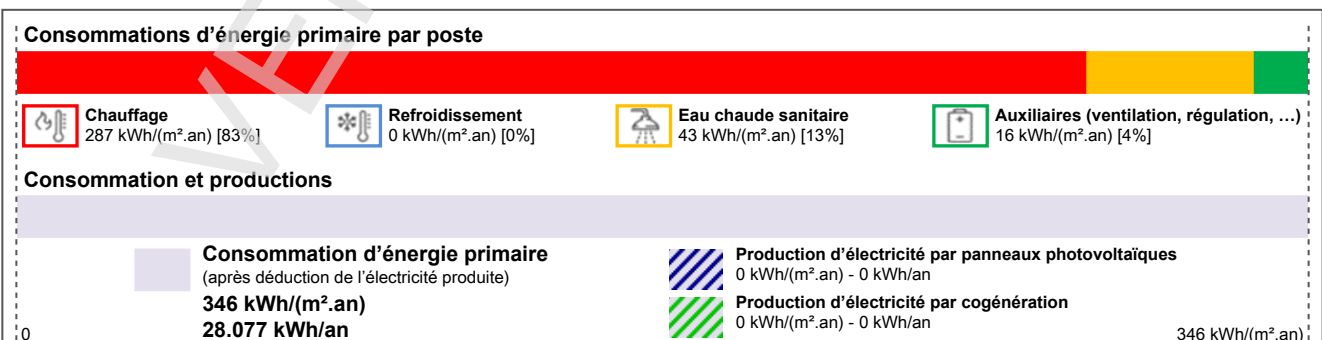 Consommations d’énergie primaire par poste
Chauffage
287 kWh/(m².an) [83%]
Refroidissement
0 kWh/(m².an) [0%]
Eau chaude sanitaire
43 kWh/(m².an) [13%]
Auxiliaires (ventilation, régulation, …)
16 kWh/(m².an) [4%]
Consommation et productions
Consommation d’énergie primaire
(après déduction de l’électricité produite)
346 kWh/(m².an)
28.077 kWh/an
Production d’électricité par panneaux photovoltaïques
0 kWh/(m².an) - 0 kWh/an
Production d’électricité par cogénération
0 kWh/(m².an) - 0 kWh/an
0
346 kWh/(m².an)